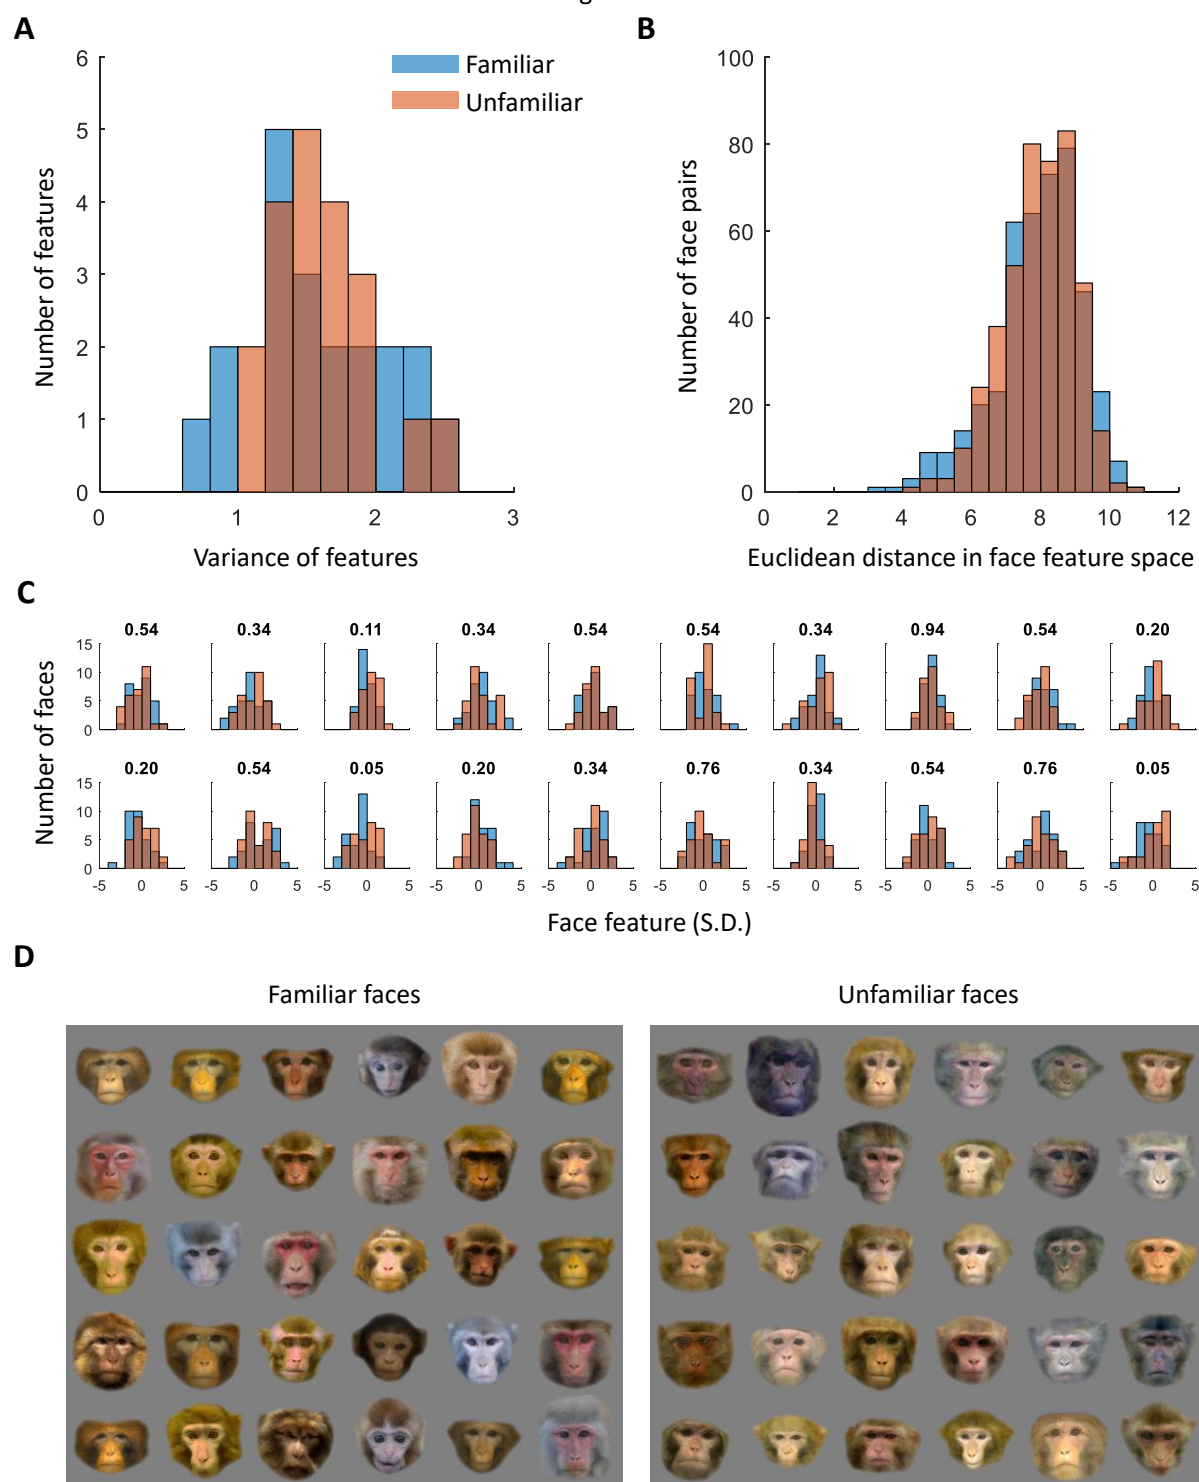 A
B
6
5
4
3
2
1
0
0 1 2 3
Number of features
Variance of features
Familiar
Unfamiliar
100
80
60
40
20
0
0 2 4 6 8 10 12
Number of face pairs
Euclidean distance in face feature space
C
0.54 0.34 0.11 0.34 0.54 0.54 0.34 0.94 0.54 0.20
15
10
5
0
0.20 0.54 0.05 0.20 0.34 0.76 0.34 0.54 0.76 0.05
15
10
5
0
-5 0 5 -5 0 5 -5 0 5 -5 0 5 -5 0 5 -5 0 5 -5 0 5 -5 0 5 -5 0 5 -5 0 5
Number of faces
Face feature (S.D.)
D
Familiar faces
Unfamiliar faces